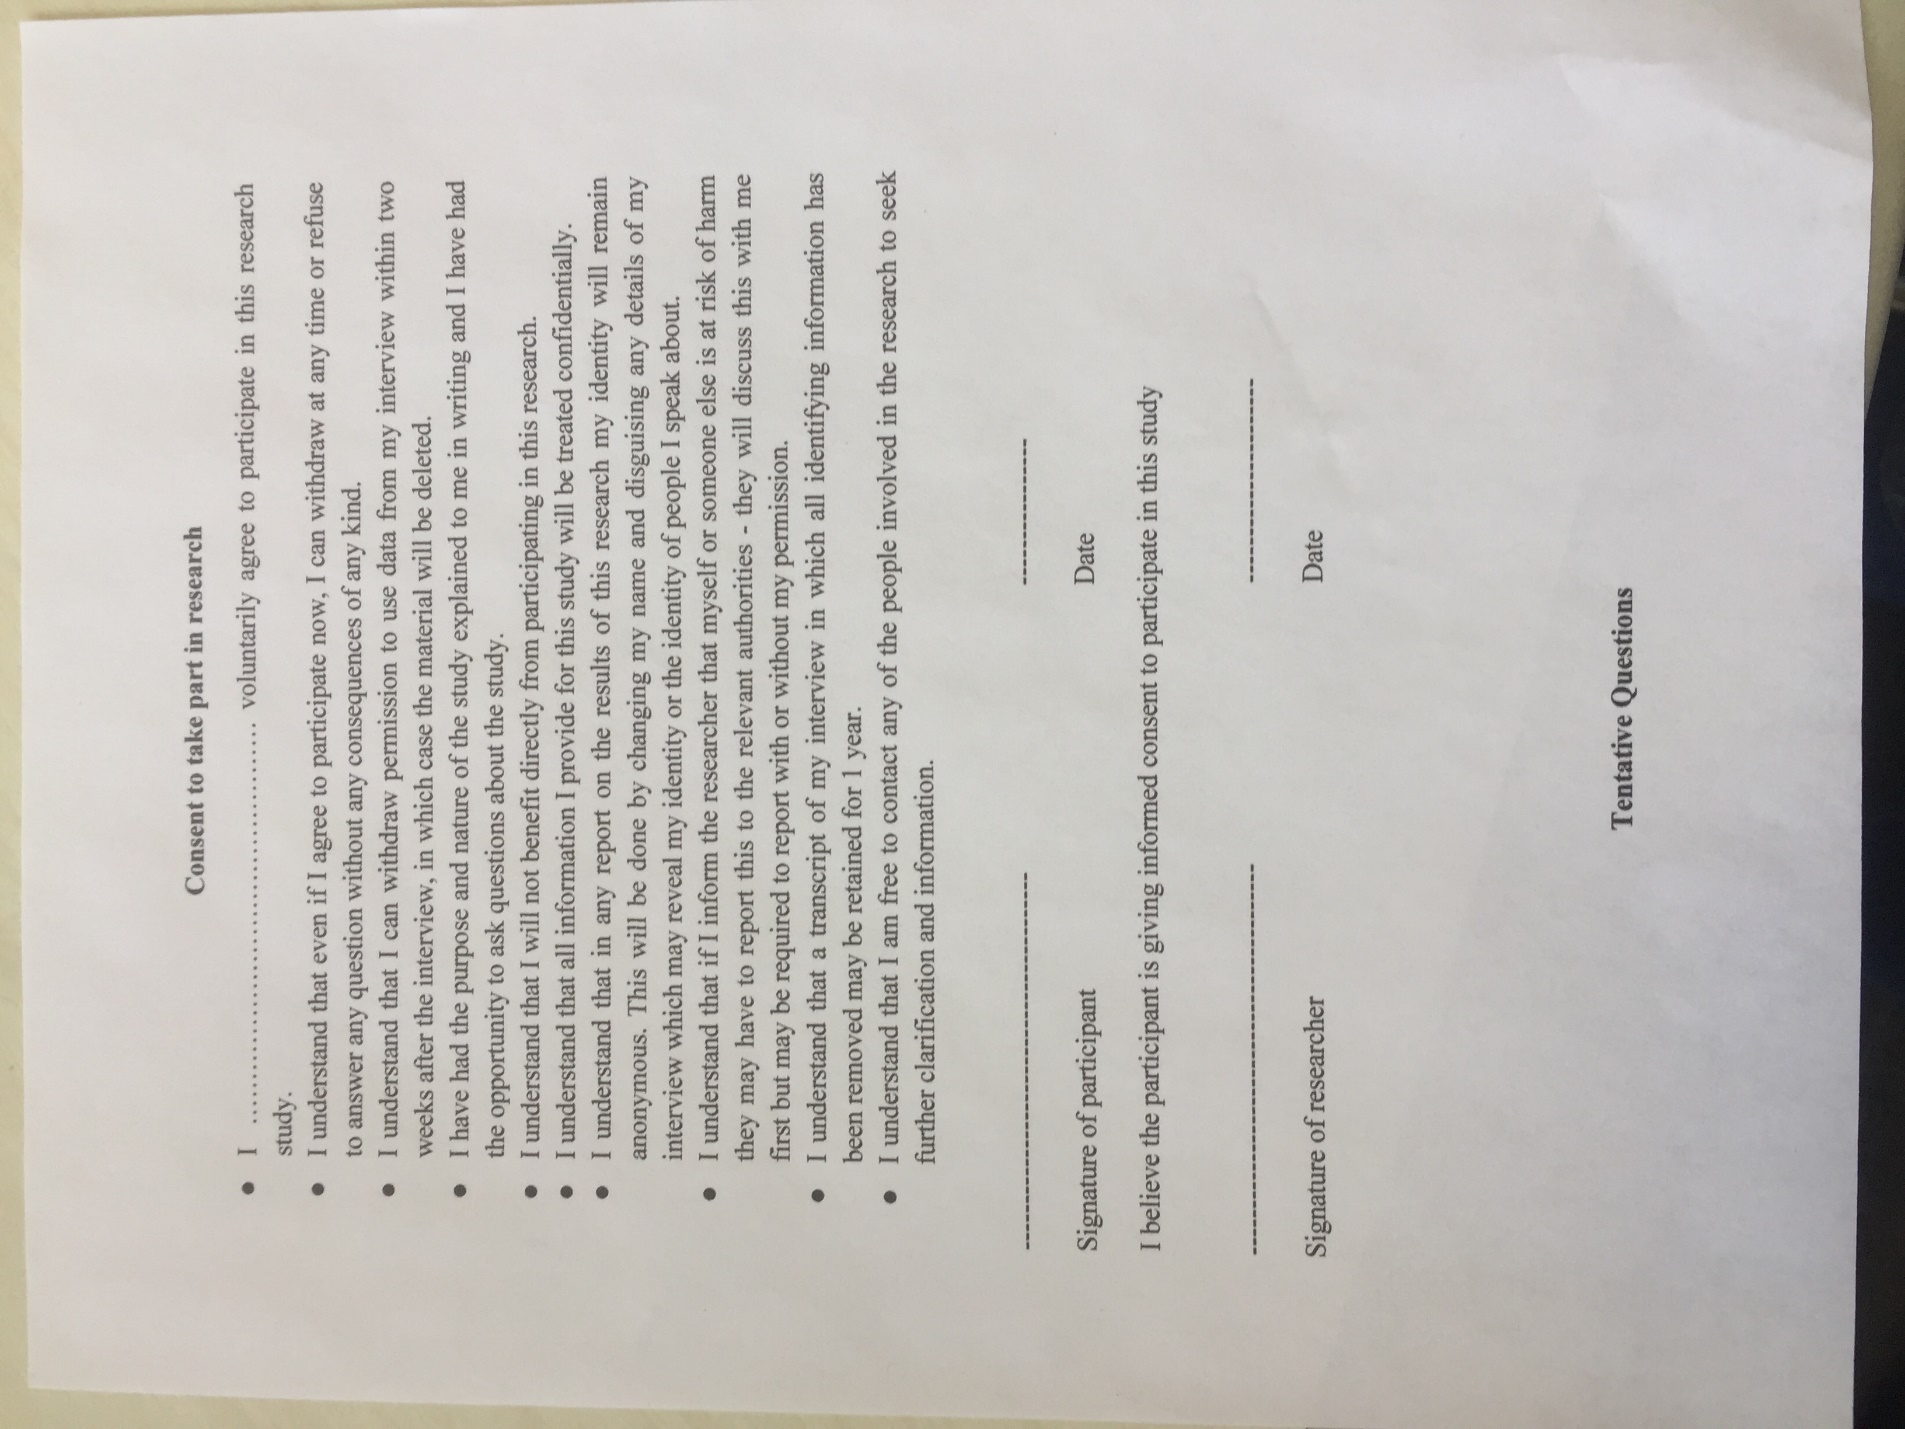 Consent to take part in research
● I ……………………………………… voluntarily agree to participate in this research
study.
● I understand that even if I agree to participate now, I can withdraw at any time or refuse
to answer any question without any consequences of any kind.
● I understand that I can withdraw permission to use data from my interview within two
weeks after the interview, in which case the material will be deleted.
● I have had the purpose and nature of the study explained to me in writing and I have had
the opportunity to ask questions about the study.
● I understand that I will not benefit directly from participating in this research.
● I understand that all information I provide for this study will be treated confidentially.
● I understand that in any report on the results of this research my identity will remain
anonymous. This will be done by changing my name and disguising any details of my
interview which may reveal my identity or the identity of people I speak about.
● I understand that if I inform the researcher that myself or someone else is at risk of harm
they may have to report this to the relevant authorities - they will discuss this with me
first but may be required to report with or without my permission.
● I understand that a transcript of my interview in which all identifying information has
been removed may be retained for 1 year.
● I understand that I am free to contact any of the people involved in the research to seek
further clarification and information.
---------------------------------------- ----------------
Signature of participant Date
I believe the participant is giving informed consent to participate in this study
------------------------------------------ ----------------------
Signature of researcher Date
Tentative Questions